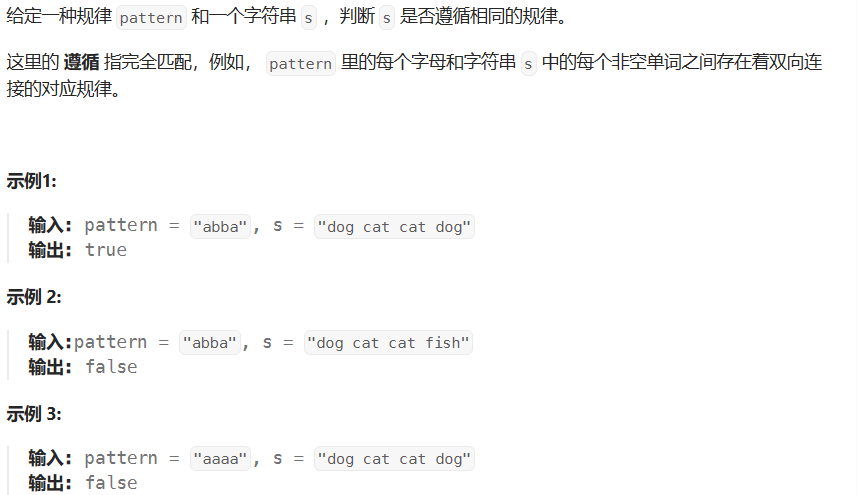 给定一种规律 pattern 和一个字符串 s ，判断 s 是否遵循相同的规律。
这里的 遵循 指完全匹配，例如， pattern 里的每个字母和字符串 s 中的每个非空单词之间存在着双向连
接的对应规律。
示例1:
输入: pattern = "abba", s = "dog cat cat dog"
输出: true
示例 2:
输入:pattern = "abba", s = "dog cat cat fish"
输出: false
示例 3:
输入: pattern = "aaaa", s = "dog cat cat dog"
输出: false